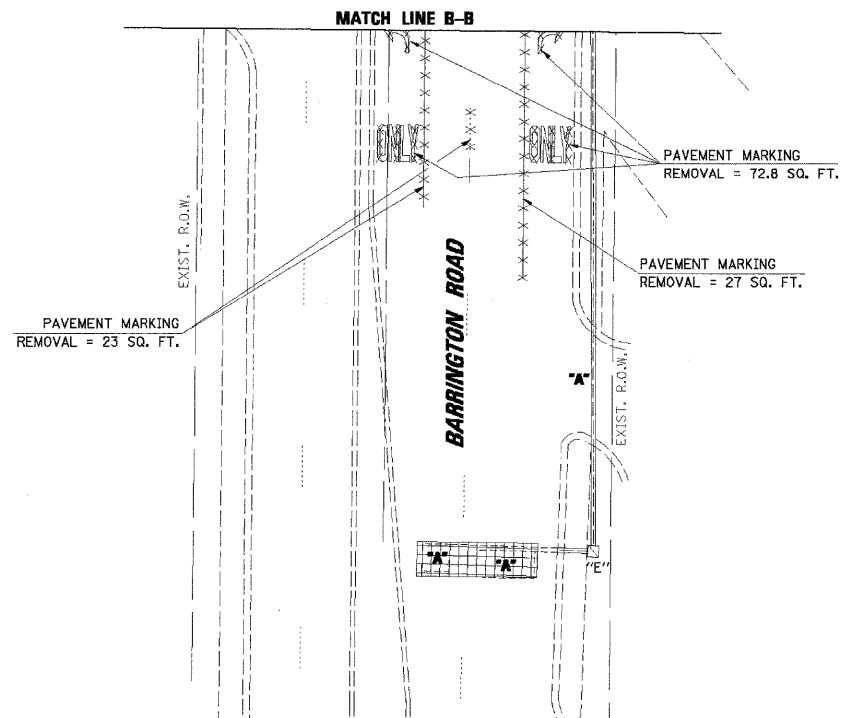 MATCH LINE B-B
ONLY
ONLY
PAVEMENT MARKING
REMOVAL = 72.8 SQ. FT.
EXIST. R.O.W.
PAVEMENT MARKING
REMOVAL = 27 SQ. FT.
BARRINGTON ROAD
PAVEMENT MARKING
REMOVAL = 23 SQ. FT.
"A"
EXIST. R.O.W.
"A"
"A"
"E"